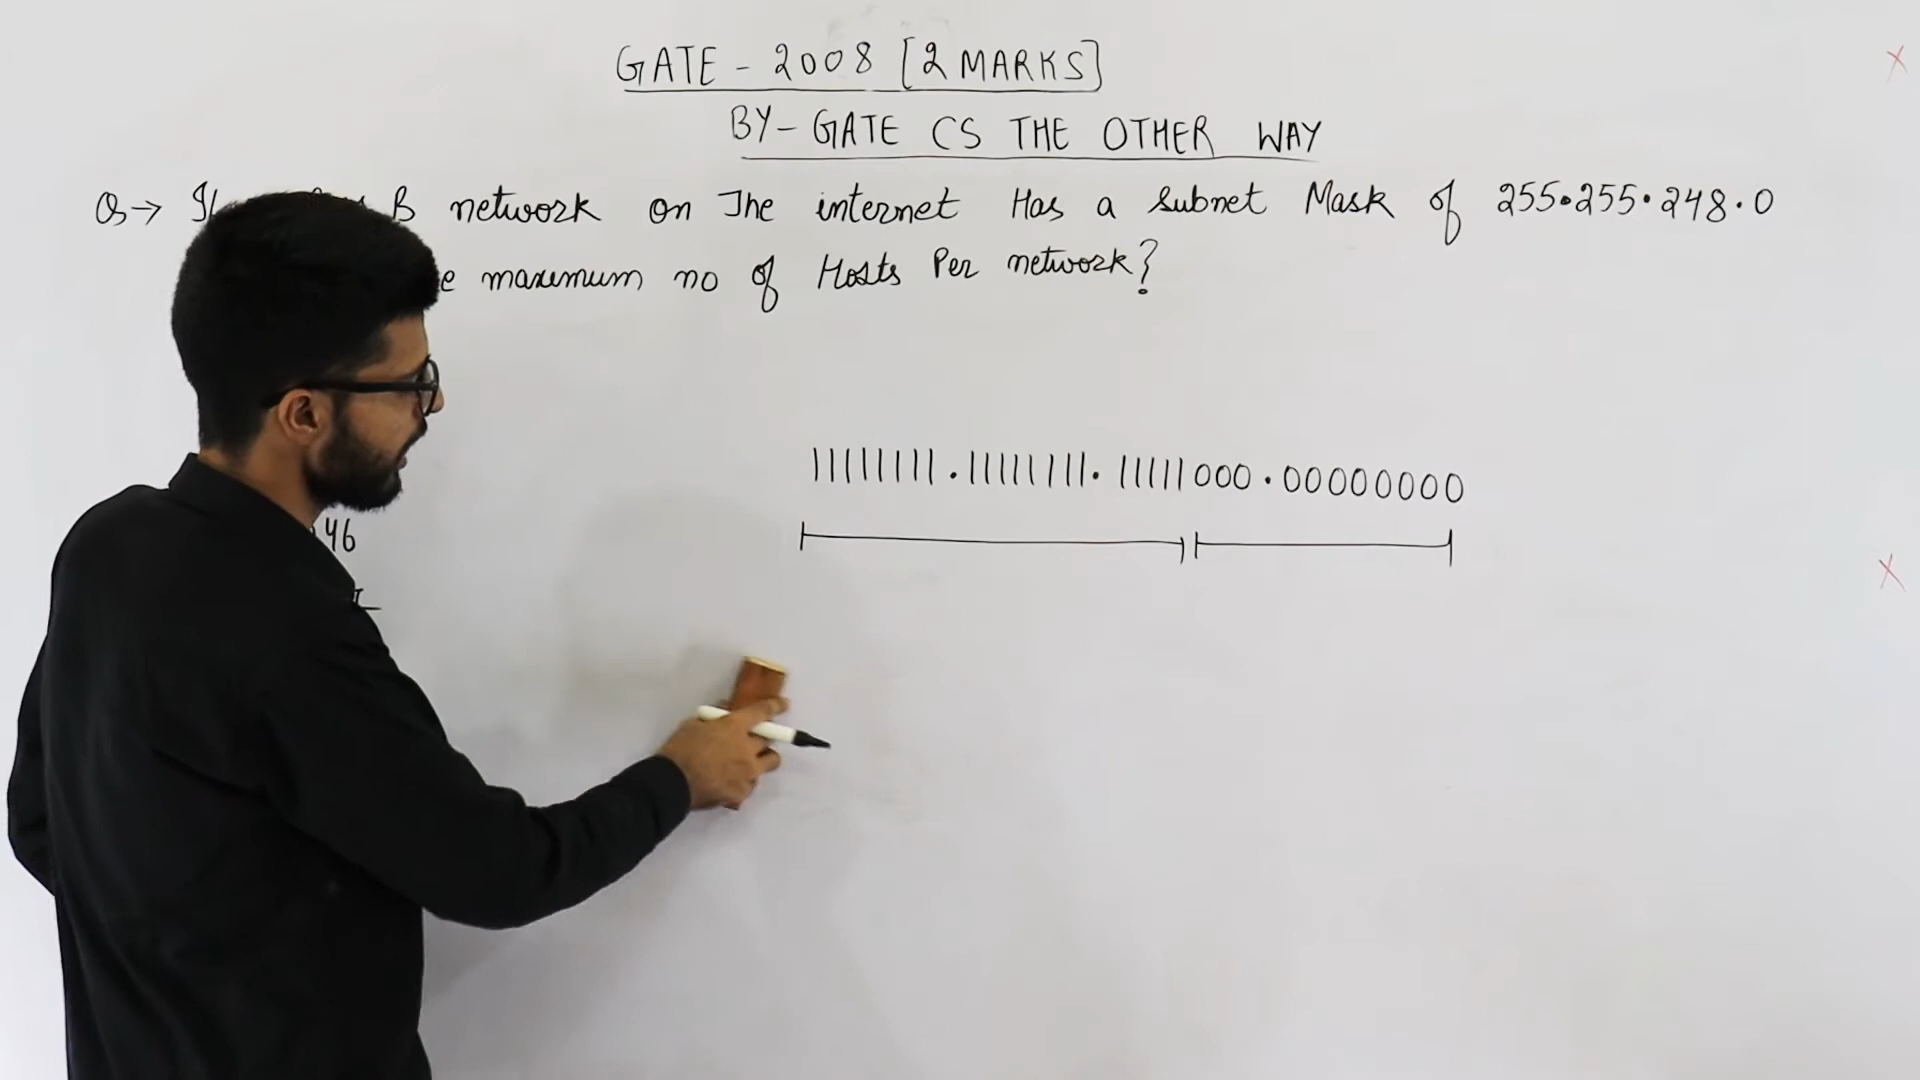 GATE - 2008 [2 MARKS]
BY - GATE CS THE OTHER WAY
Q → B network on The internet Has a Subnet Mask of 255.255.248.0
maximum no of Hosts Per network?
11111111.11111111.11111000.00000000
46